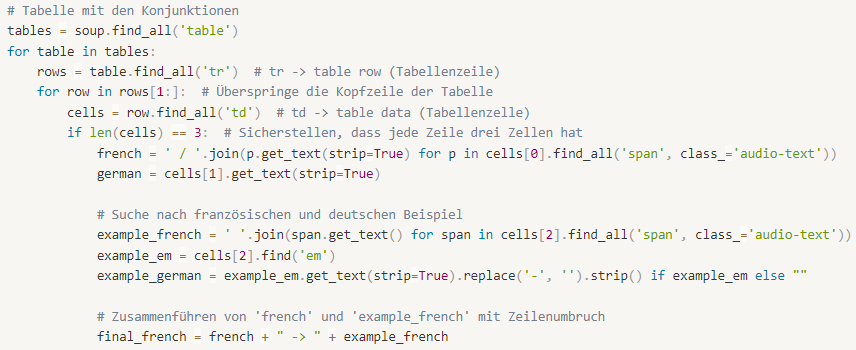 # Tabelle mit den Konjunktionen
tables = soup.find_all('table')
for table in tables:
    rows = table.find_all('tr')  # tr -> table row (Tabellenzeile)
    for row in rows[1:]:  # Überspringe die Kopfzeile der Tabelle
        cells = row.find_all('td')  # td -> table data (Tabellenzelle)
        if len(cells) == 3:  # Sicherstellen, dass jede Zeile drei Zellen hat
            french = ' / '.join(p.get_text(strip=True) for p in cells[0].find_all('span', class_='audio-text'))
            german = cells[1].get_text(strip=True)

            # Suche nach französischen und deutschen Beispiel
            example_french = ' '.join(span.get_text() for span in cells[2].find_all('span', class_='audio-text'))
            example_em = cells[2].find('em')
            example_german = example_em.get_text(strip=True).replace('-', '').strip() if example_em else ""

            # Zusammenführen von 'french' und 'example_french' mit Zeilenumbruch
            final_french = french + " -> " + example_french